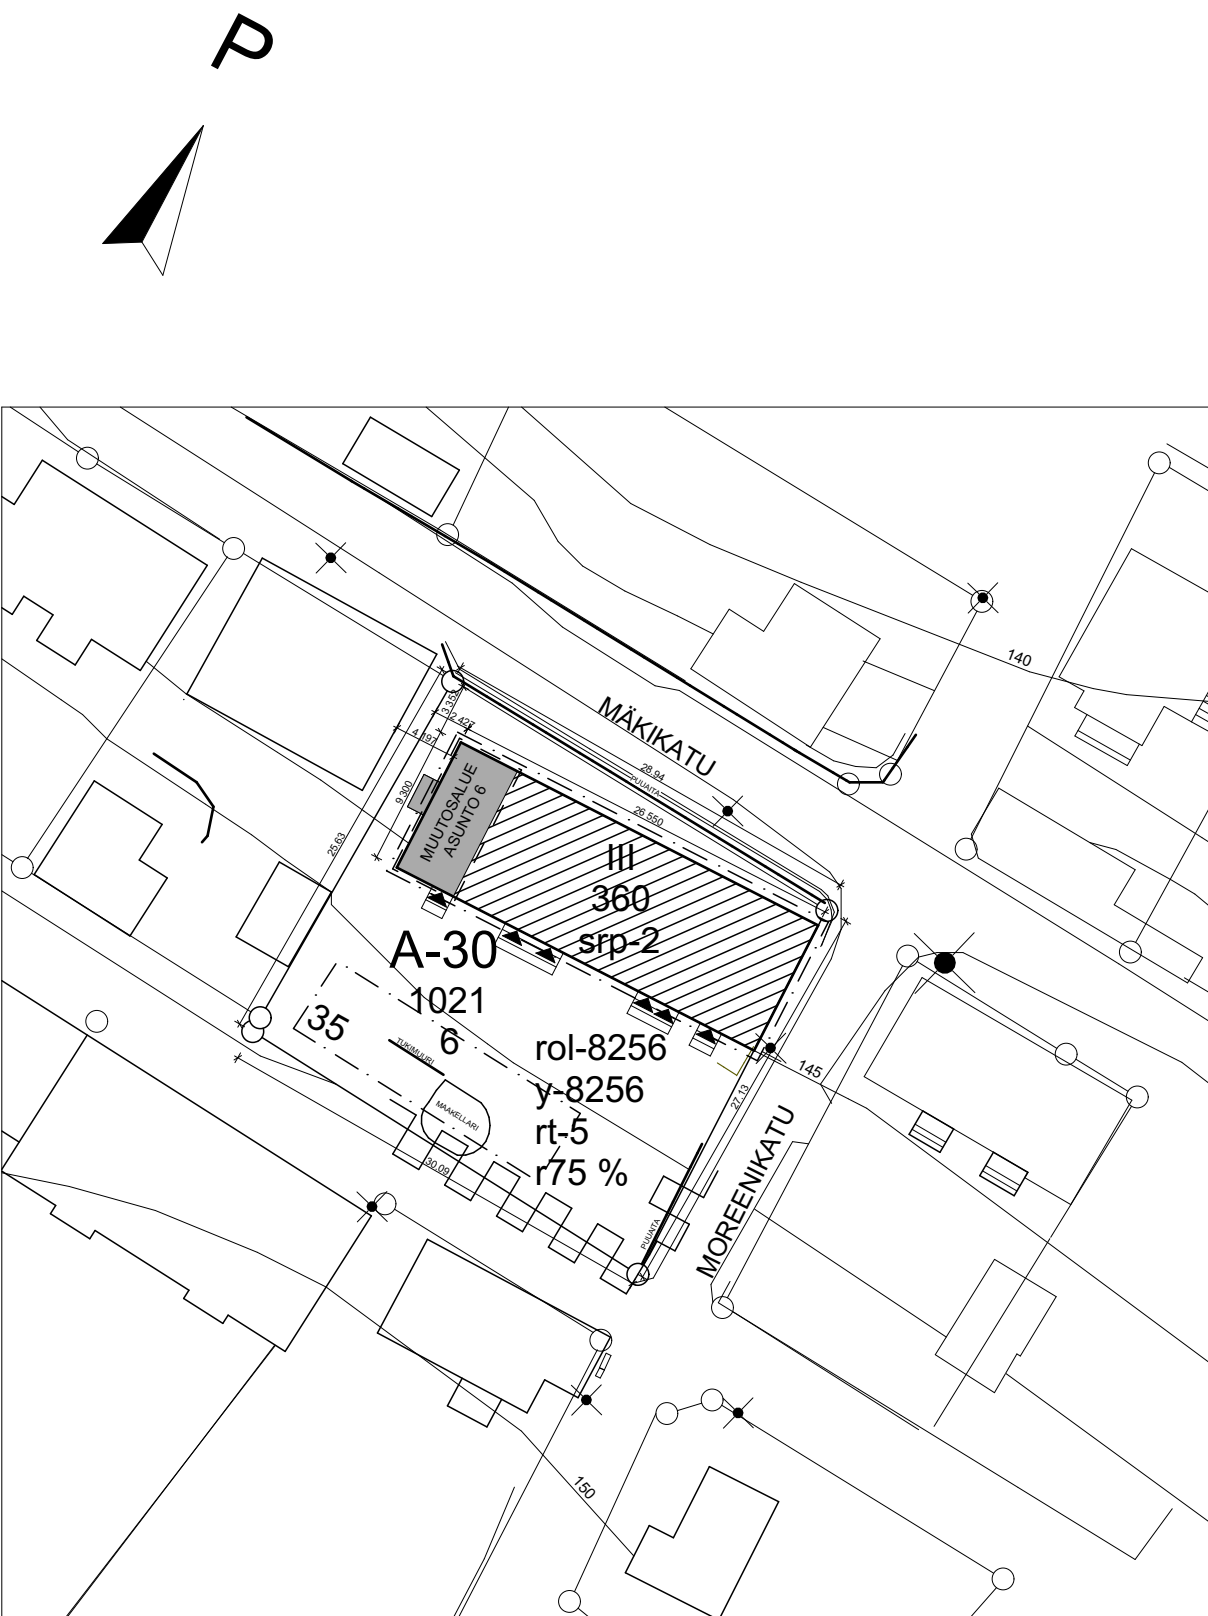 P
140
MÄKIKATU
3.352
2.427
4.197
28.94
PUUAITA
26.550
9.300
MUUTOSALUE
ASUNTO 6
25.63
III
360
srp-2
A-30
1021
6
35
TUKIMUURI
MAAKELLARI
30.09
rol-8256
y-8256
rt-5
r75 %
145
27.13
MOREENIKATU
PUUAITA
150